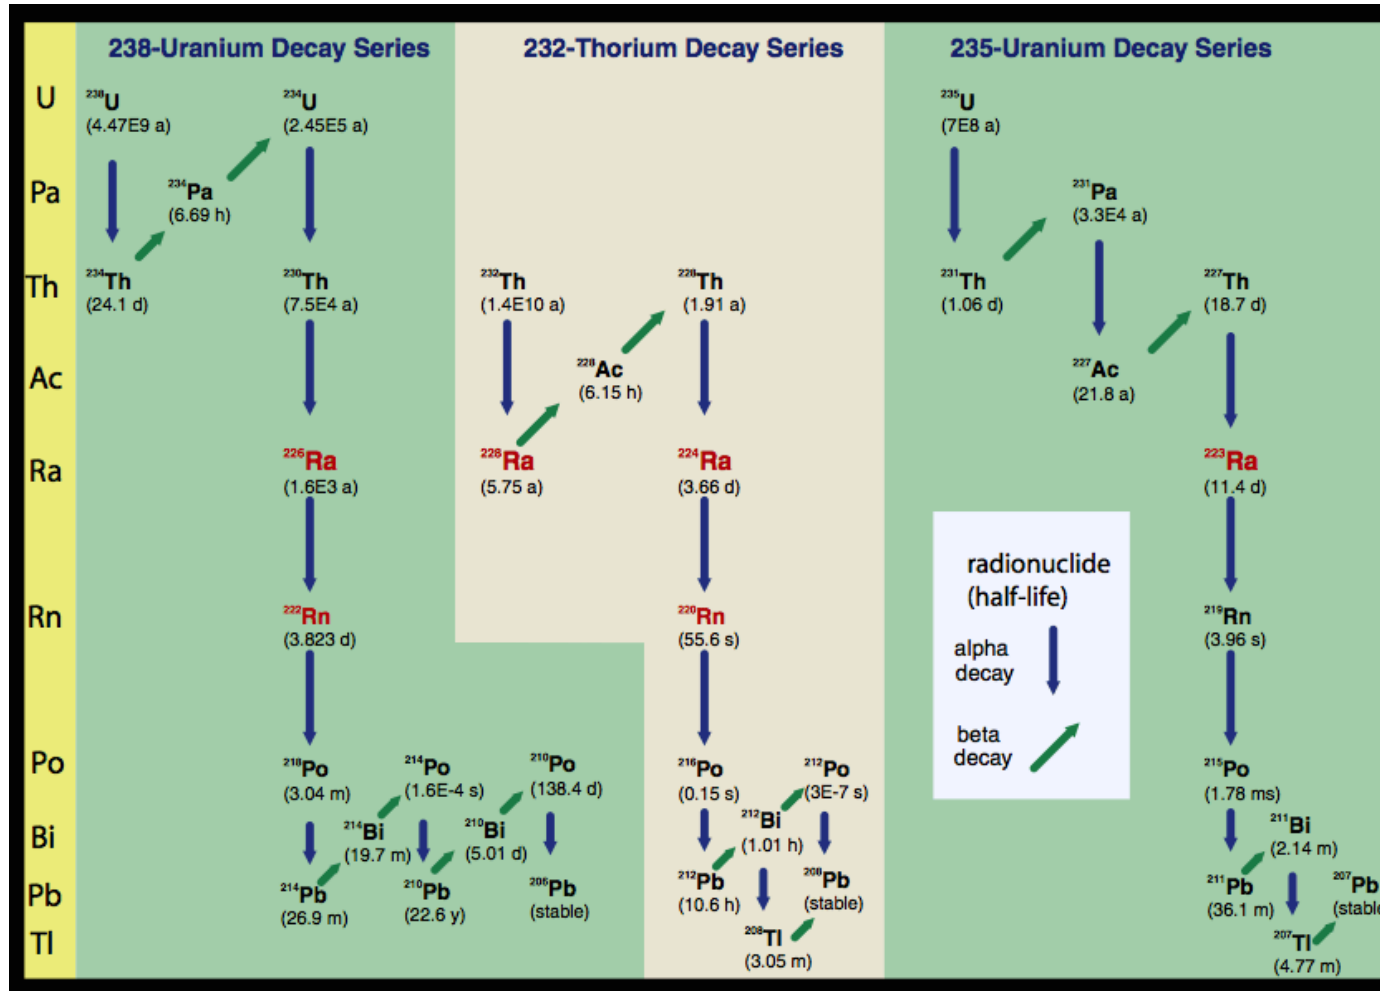 238-Uranium Decay Series
232-Thorium Decay Series
235-Uranium Decay Series
U
Pa
Th
Ac
Ra
Rn
Po
Bi
Pb
Tl
238U
(4.47E9 a)
234U
(2.45E5 a)
234Pa
(6.69 h)
234Th
(24.1 d)
230Th
(7.5E4 a)
226Ra
(1.6E3 a)
222Rn
(3.823 d)
218Po
(3.04 m)
214Po
(1.6E-4 s)
210Po
(138.4 d)
214Bi
(19.7 m)
210Bi
(5.01 d)
214Pb
(26.9 m)
210Pb
(22.6 y)
206Pb
(stable)
232Th
(1.4E10 a)
228Th
(1.91 a)
228Ac
(6.15 h)
228Ra
(5.75 a)
224Ra
(3.66 d)
220Rn
(55.6 s)
216Po
(0.15 s)
212Po
(3E-7 s)
212Bi
(1.01 h)
212Pb
(10.6 h)
208Pb
(stable)
208Tl
(3.05 m)
235U
(7E8 a)
231Pa
(3.3E4 a)
231Th
(1.06 d)
227Th
(18.7 d)
227Ac
(21.8 a)
223Ra
(11.4 d)
219Rn
(3.96 s)
215Po
(1.78 ms)
211Bi
(2.14 m)
211Pb
(36.1 m)
207Pb
(stable
207Tl
(4.77 m)
radionuclide
(half-life)
alpha
decay
beta
decay